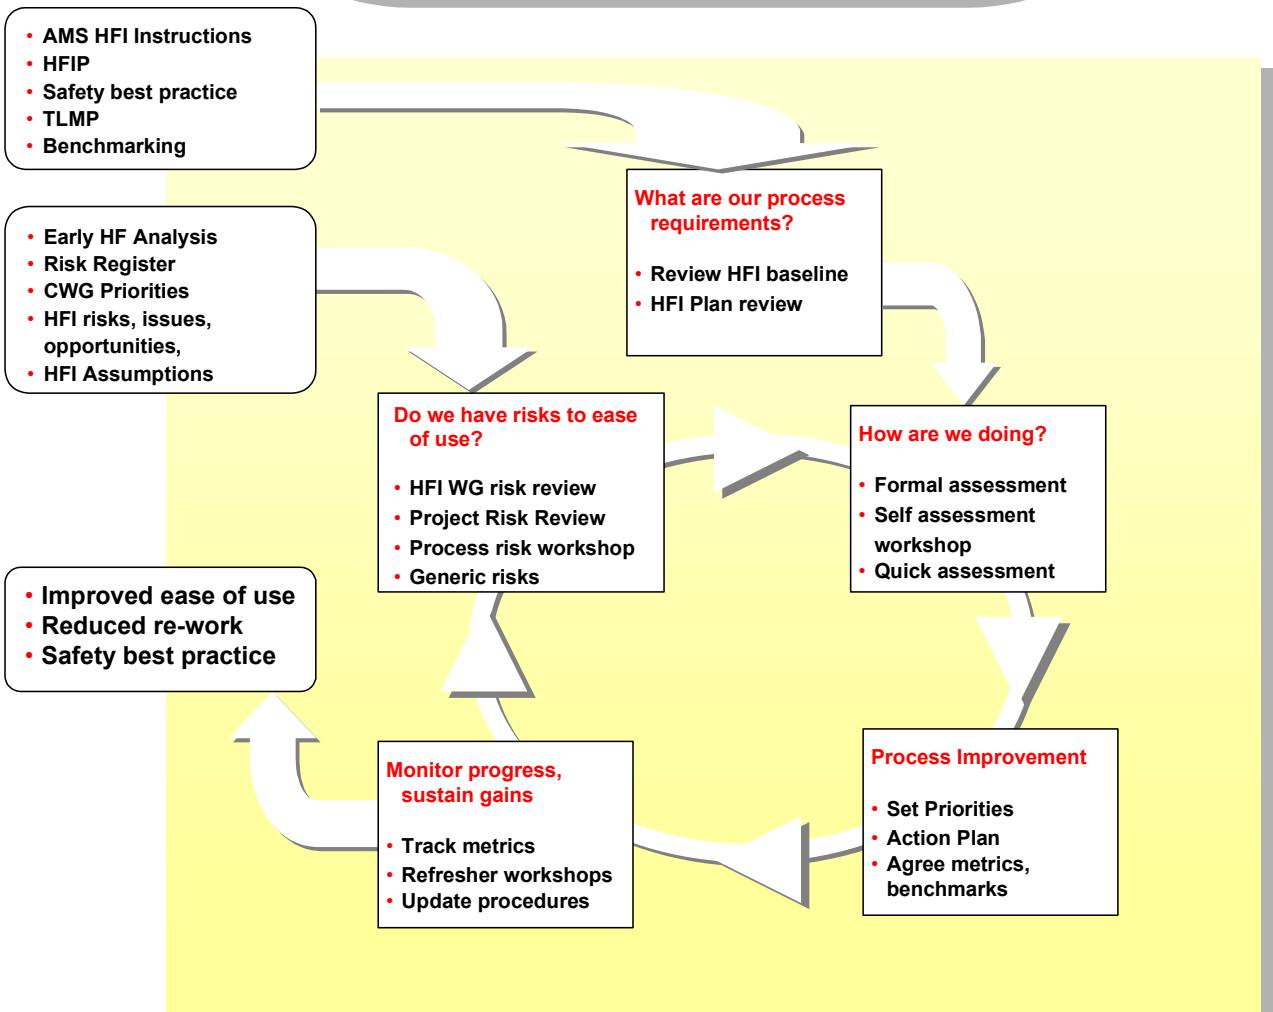 • AMS HFI Instructions
• HFIP
• Safety best practice
• TLMP
• Benchmarking
What are our process
requirements?
• Review HFI baseline
• HFI Plan review
• Early HF Analysis
• Risk Register
• CWG Priorities
• HFI risks, issues,
opportunities,
• HFI Assumptions
Do we have risks to ease
of use?
• HFI WG risk review
• Project Risk Review
• Process risk workshop
• Generic risks
How are we doing?
• Formal assessment
• Self assessment
workshop
• Quick assessment
• Improved ease of use
• Reduced re-work
• Safety best practice
Monitor progress,
sustain gains
• Track metrics
• Refresher workshops
• Update procedures
Process Improvement
• Set Priorities
• Action Plan
• Agree metrics,
benchmarks